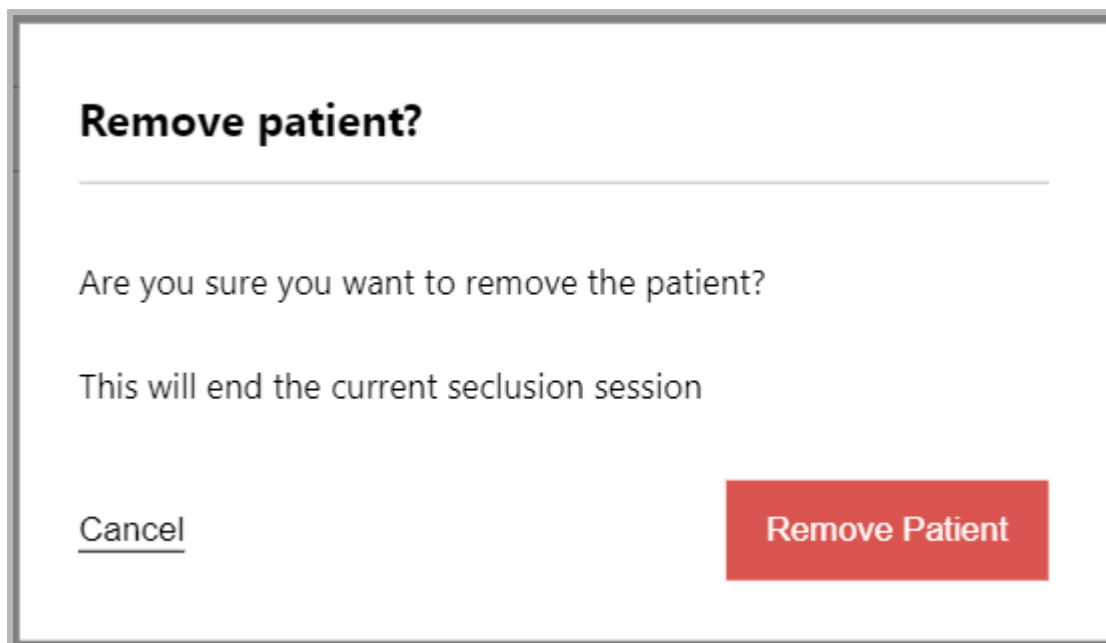 Remove patient?
Are you sure you want to remove the patient?
This will end the current seclusion session
Cancel
Remove Patient